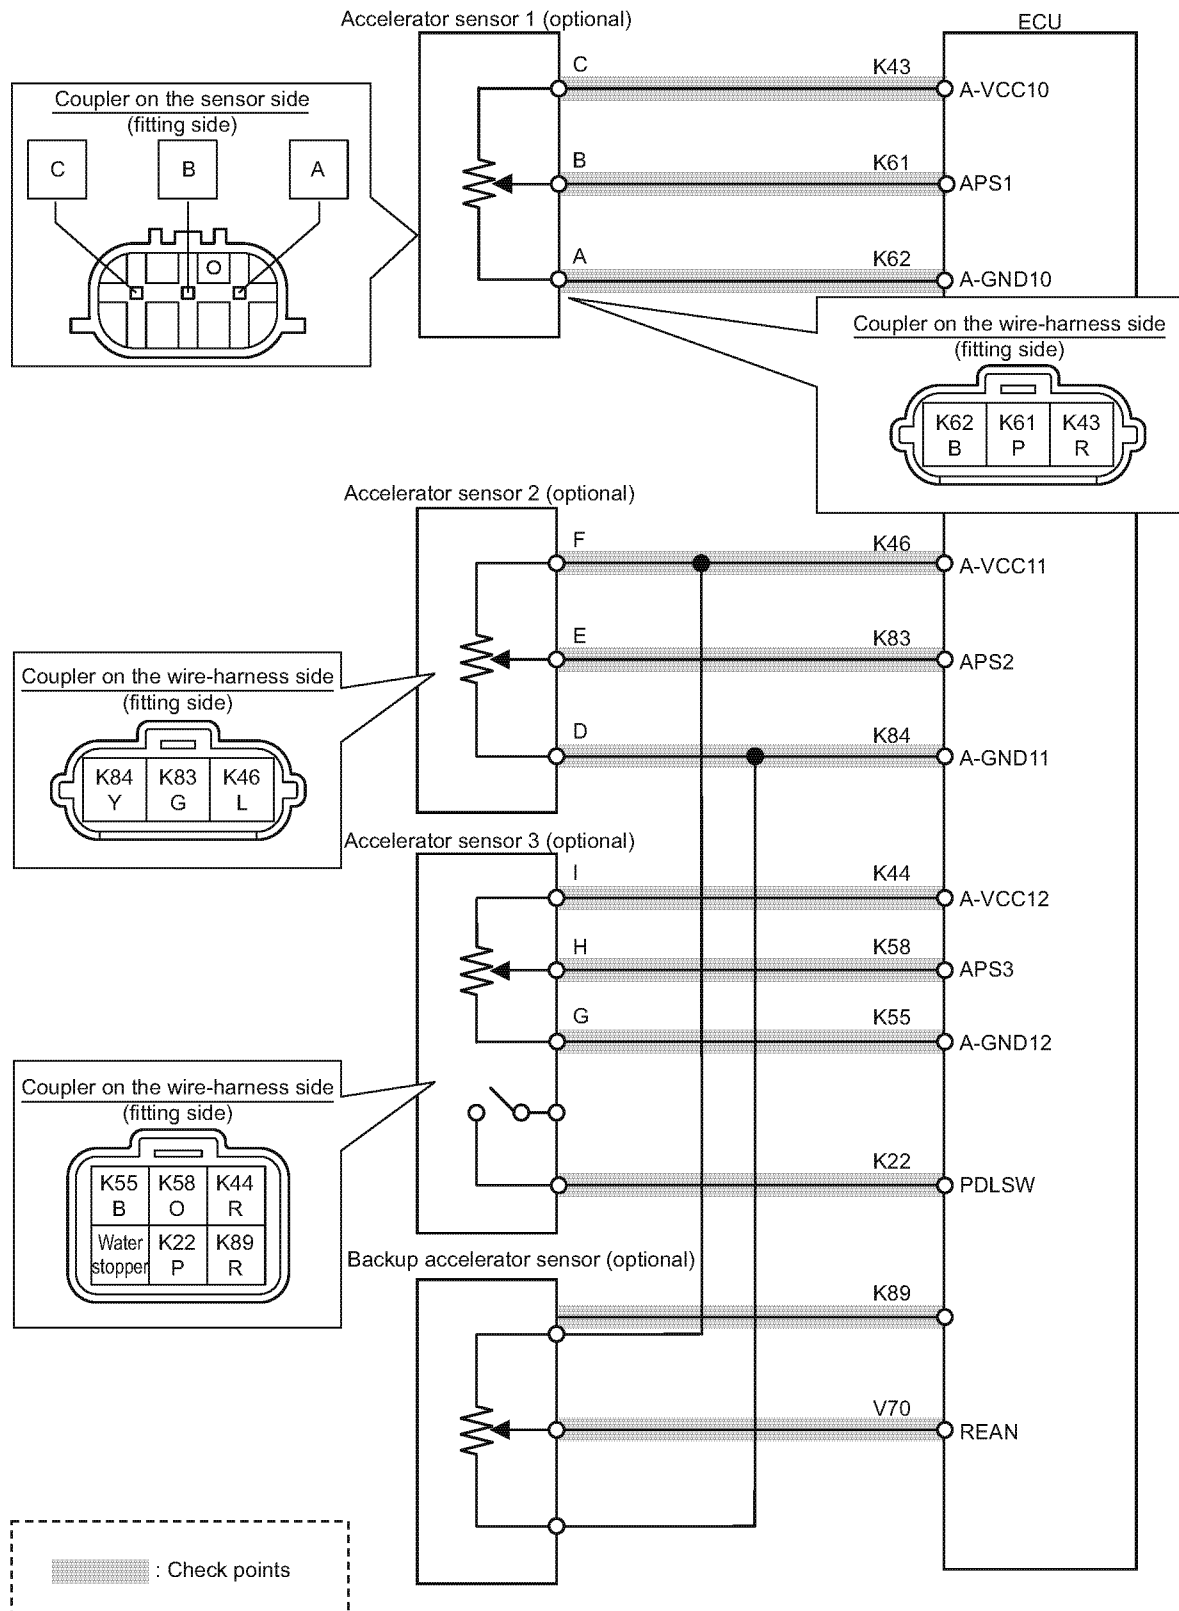 Accelerator sensor 1 (optional)
ECU
Coupler on the sensor side
(fitting side)
C
B
A
C
K43
A-VCC10
B
K61
APS1
A
K62
A-GND10
Coupler on the wire-harness side
(fitting side)
K62
B
K61
P
K43
R
Accelerator sensor 2 (optional)
F
K46
A-VCC11
E
K83
APS2
D
K84
A-GND11
Coupler on the wire-harness side
(fitting side)
K84
Y
K83
G
K46
L
Accelerator sensor 3 (optional)
I
K44
A-VCC12
H
K58
APS3
G
K55
A-GND12
K22
PDLSW
Coupler on the wire-harness side
(fitting side)
K55
B
K58
O
K44
R
Water
stopper
K22
P
K89
R
Backup accelerator sensor (optional)
K89
V70
REAN
: Check points